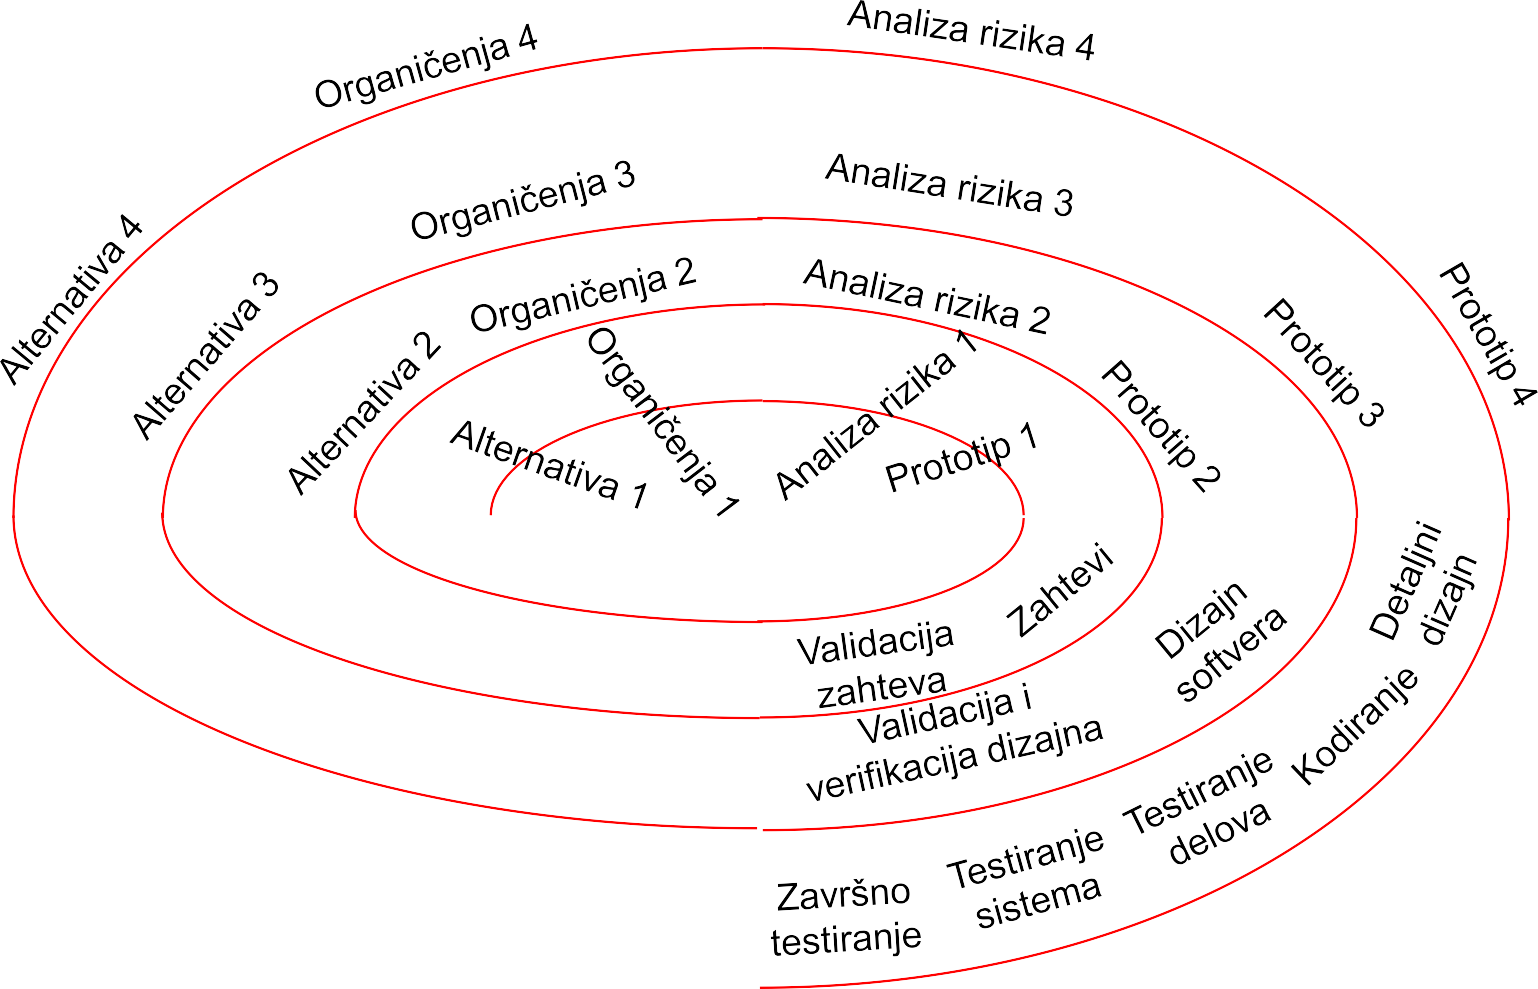 Analiza rizika 4
Organičenja 4
Organičenja 3
Analiza rizika 3
Alternativa 4
Alternativa 3
Organičenja 2
Analiza rizika 2
Prototip 4
Prototip 3
Alternativa 2
Organičenja 1
Analiza rizika 1
Prototip 2
Alternativa 1
Prototip 1
Zahtevi
Validacija
zahteva
Dizajn
softvera
Detaljni
dizajn
Validacija i
verifikacija dizajna
Kodiranje
Testiranje
delova
Testiranje
sistema
Završno
testiranje